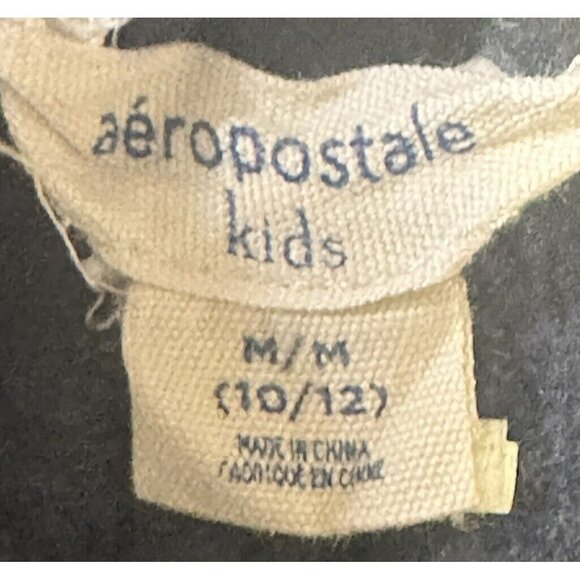 aéropostale
kids
M/M
(10/12)
MADE IN CHINA
FABRIQUÉ EN CHINE